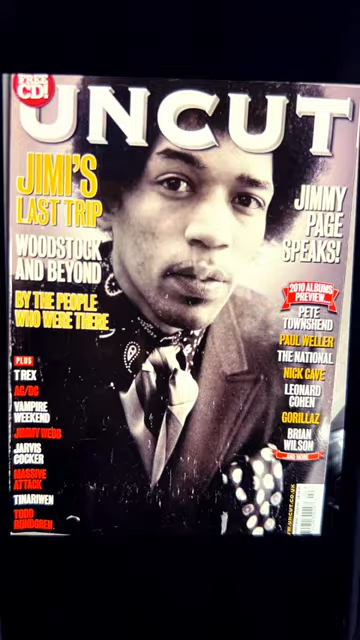 FREE
CD!
UNCUT
JIMI'S
LAST TRIP
WOODSTOCK
AND BEYOND
BY THE PEOPLE
WHO WERE THERE
JIMMY
PAGE
SPEAKS!
2010 ALBUMS
PREVIEW
PETE
TOWNSHEND
PAUL WELLER
THE NATIONAL
NICK CAVE
LEONARD
COHEN
GORILLAZ
BRIAN
WILSON
AND MORE
PLUS
T REX
AC/DC
VAMPIRE
WEEKEND
JIMMY WEBB
JARVIS
COCKER
MASSIVE
ATTACK
TINARIWEN
TODD
RUNDGREN